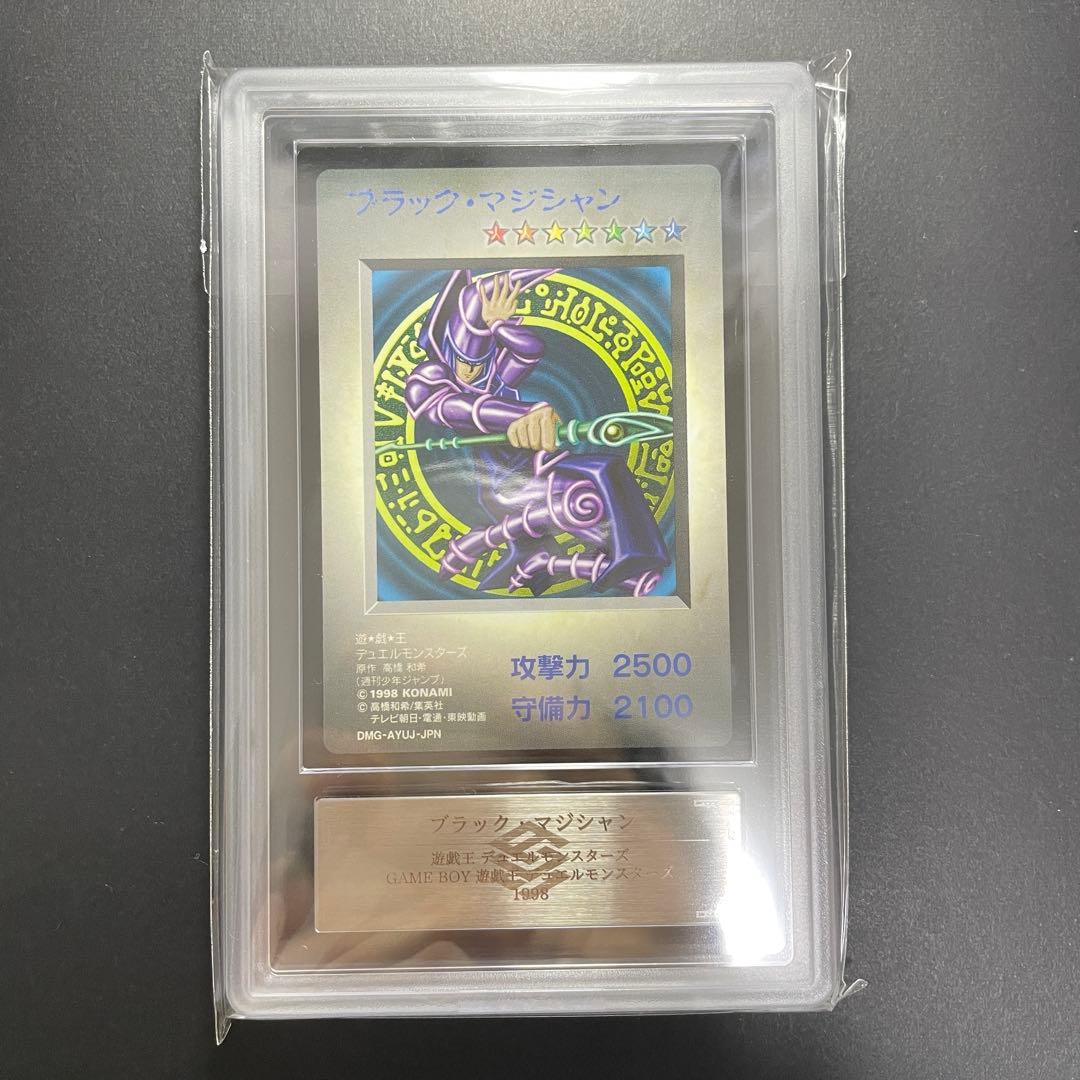 ブラック・マジシャン
遊★戯★王
デュエルモンスターズ
原作 高橋 和希
(週刊少年ジャンプ)
©1998 KONAMI
©高橋和希/集英社
テレビ朝日・電通・東映動画
DMG-AYUJ-JPN
攻撃力 2500
守備力 2100
ブラック・マジシャン
遊戯王 デュエルモンスターズ
GAME BOY 遊戯王 デュエルモンスターズ
1998